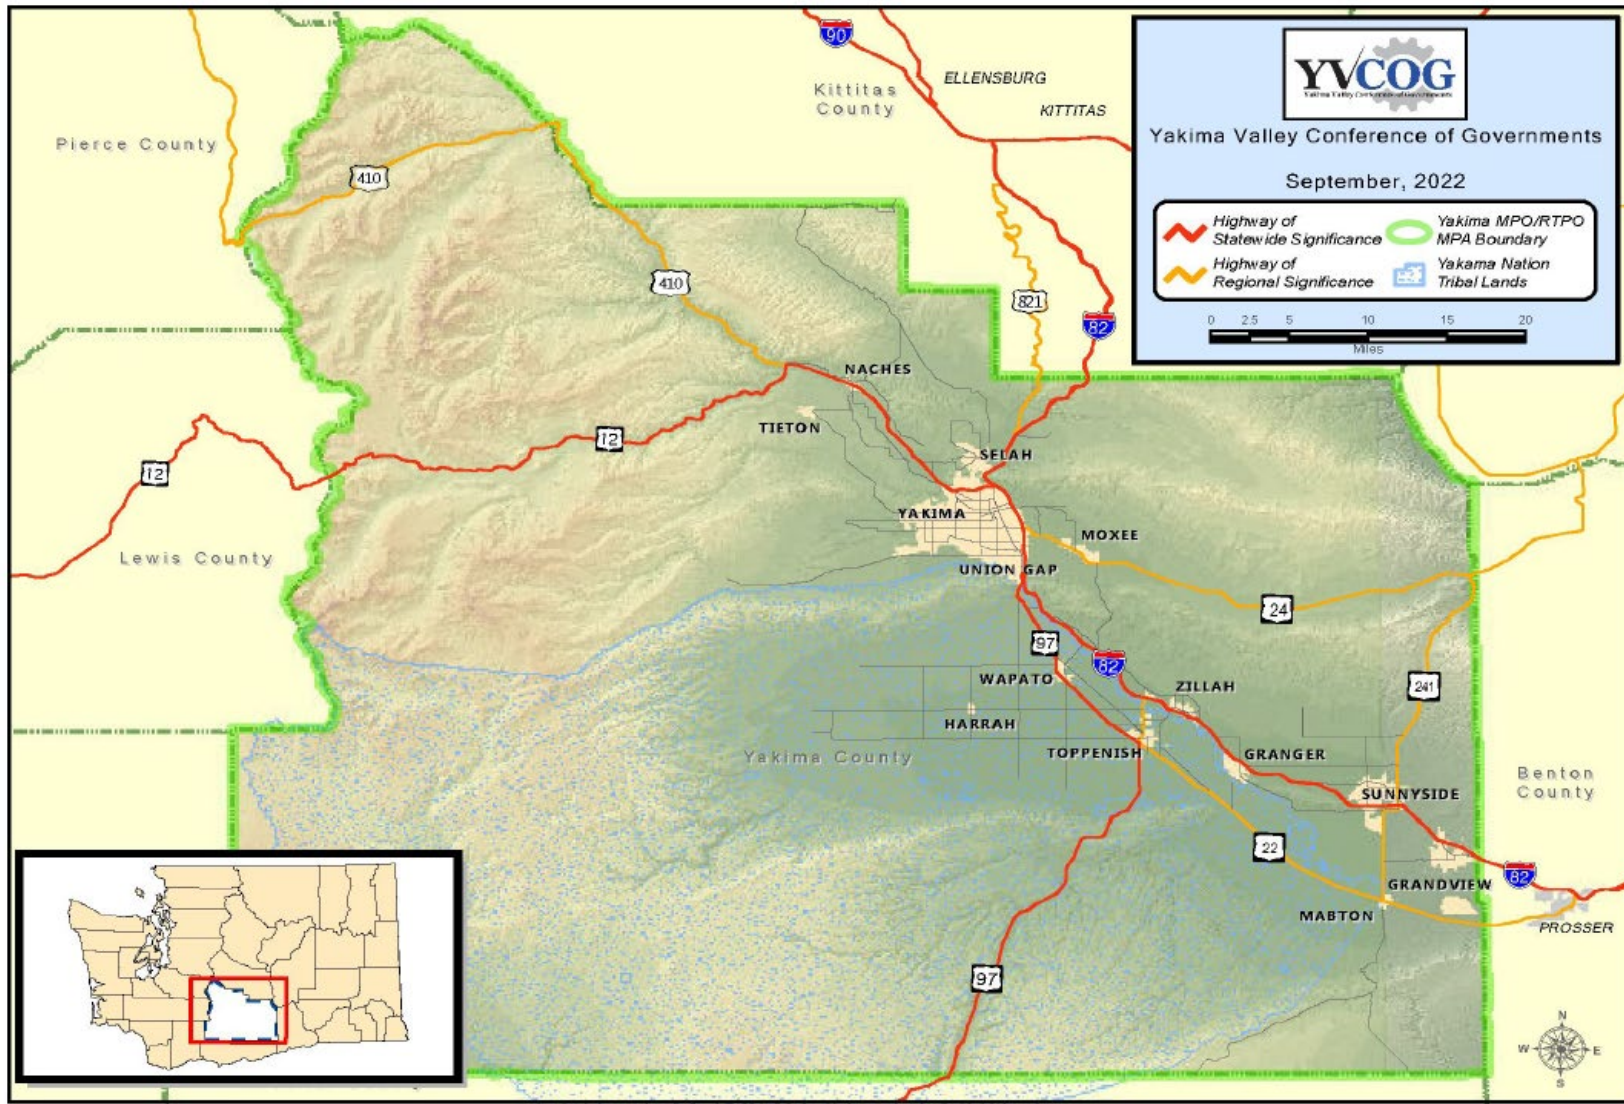 90
ELLENSBURG
KITTITAS
Kittitas
County
Pierce County
410
410
821
82
YVCOG
Yakima Valley Conference of Governments
Yakima Valley Conference of Governments
September, 2022
Highway of
Statewide Significance
Yakima MPO/RTPO
MPA Boundary
Highway of
Regional Significance
Yakama Nation
Tribal Lands
0 2.5 5 10 15 20
Miles
NACHES
TIETON
12
12
SELAH
YAKIMA
MOXEE
Lewis County
UNION GAP
24
97
82
WAPATO
ZILLAH
241
HARRAH
TOPPENISH
GRANGER
Yakima County
Benton
County
SUNNYSIDE
22
82
GRANDVIEW
MABTON
PROSSER
97
N
W E
S